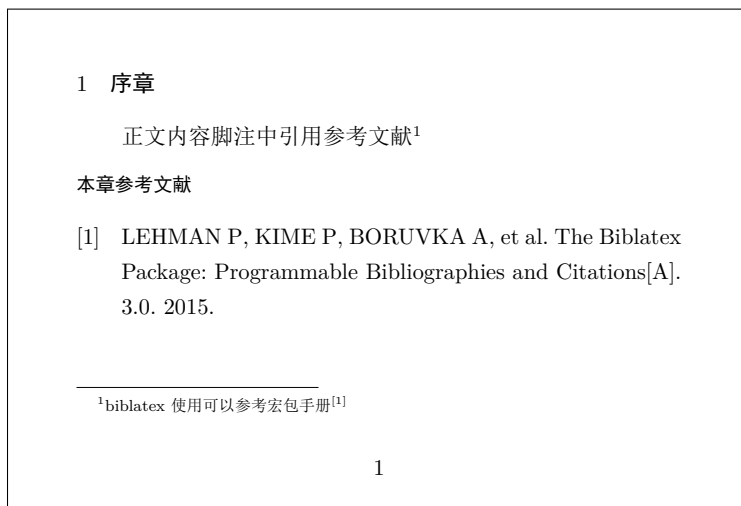 1 序章
正文内容脚注中引用参考文献1
本章参考文献
[1] LEHMAN P, KIME P, BORUVKA A, et al. The Biblatex
Package: Programmable Bibliographies and Citations[A].
3.0. 2015.
1biblatex 使用可以参考宏包手册[1]
1